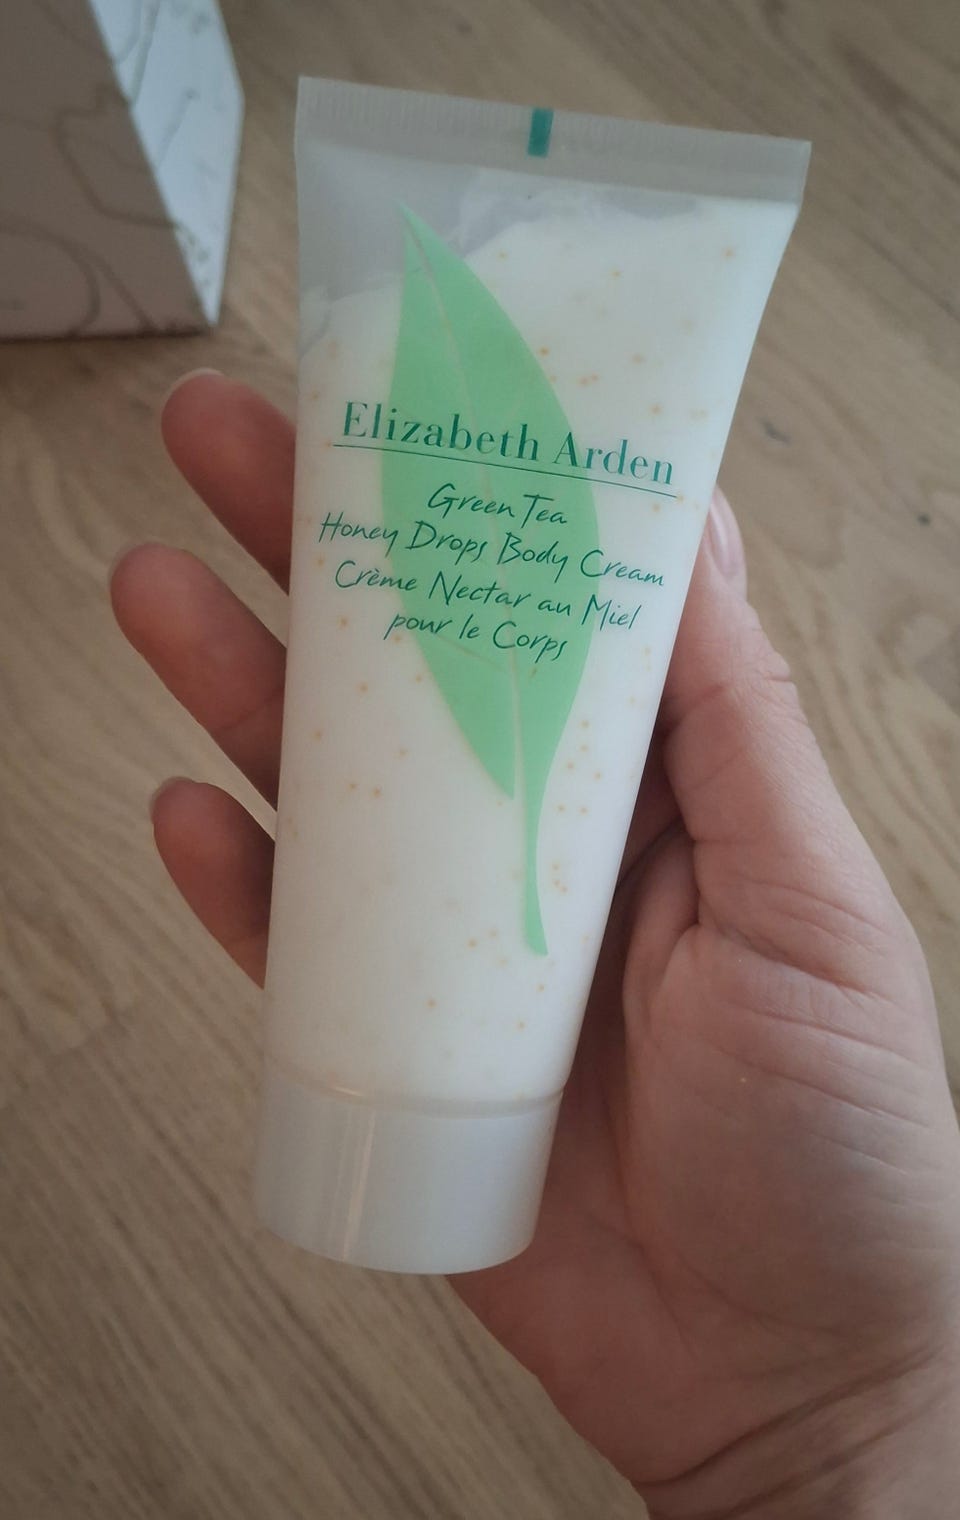 Elizabeth Arden
Green Tea
Honey Drops Body Cream
Crème Nectar au Miel
pour le Corps